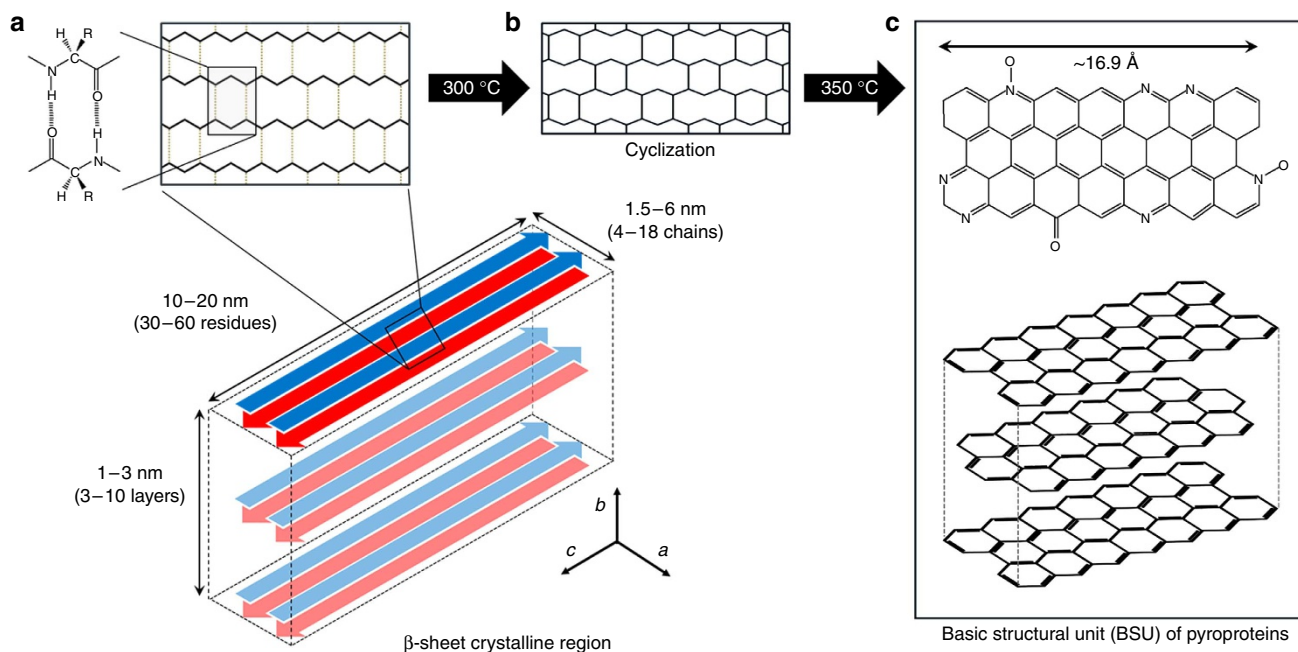 a
H
R
C
N
H
O
O
H
C
N
H
R
300 °C
b
Cyclization
350 °C
c
~16.9 Å
O
N
N
N
N
N
O
N
N
O
10–20 nm
(30–60 residues)
1.5–6 nm
(4–18 chains)
1–3 nm
(3–10 layers)
b
c
a
β-sheet crystalline region
Basic structural unit (BSU) of pyroproteins